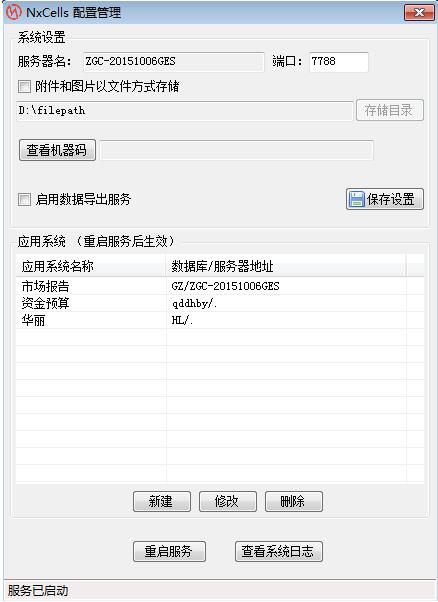 NxCells 配置管理
系统设置
服务器名： ZGC-20151006GES 端口： 7788
附件和图片以文件方式存储
D:\filepath 存储目录
查看机器码
启用数据导出服务 保存设置
应用系统 （重启服务后生效）
应用系统名称 数据库/服务器地址
市场报告 GZ/ZGC-20151006GES
资金预算 qddhby/.
华丽 HL/.
新建 修改 删除
重启服务 查看系统日志
服务已启动